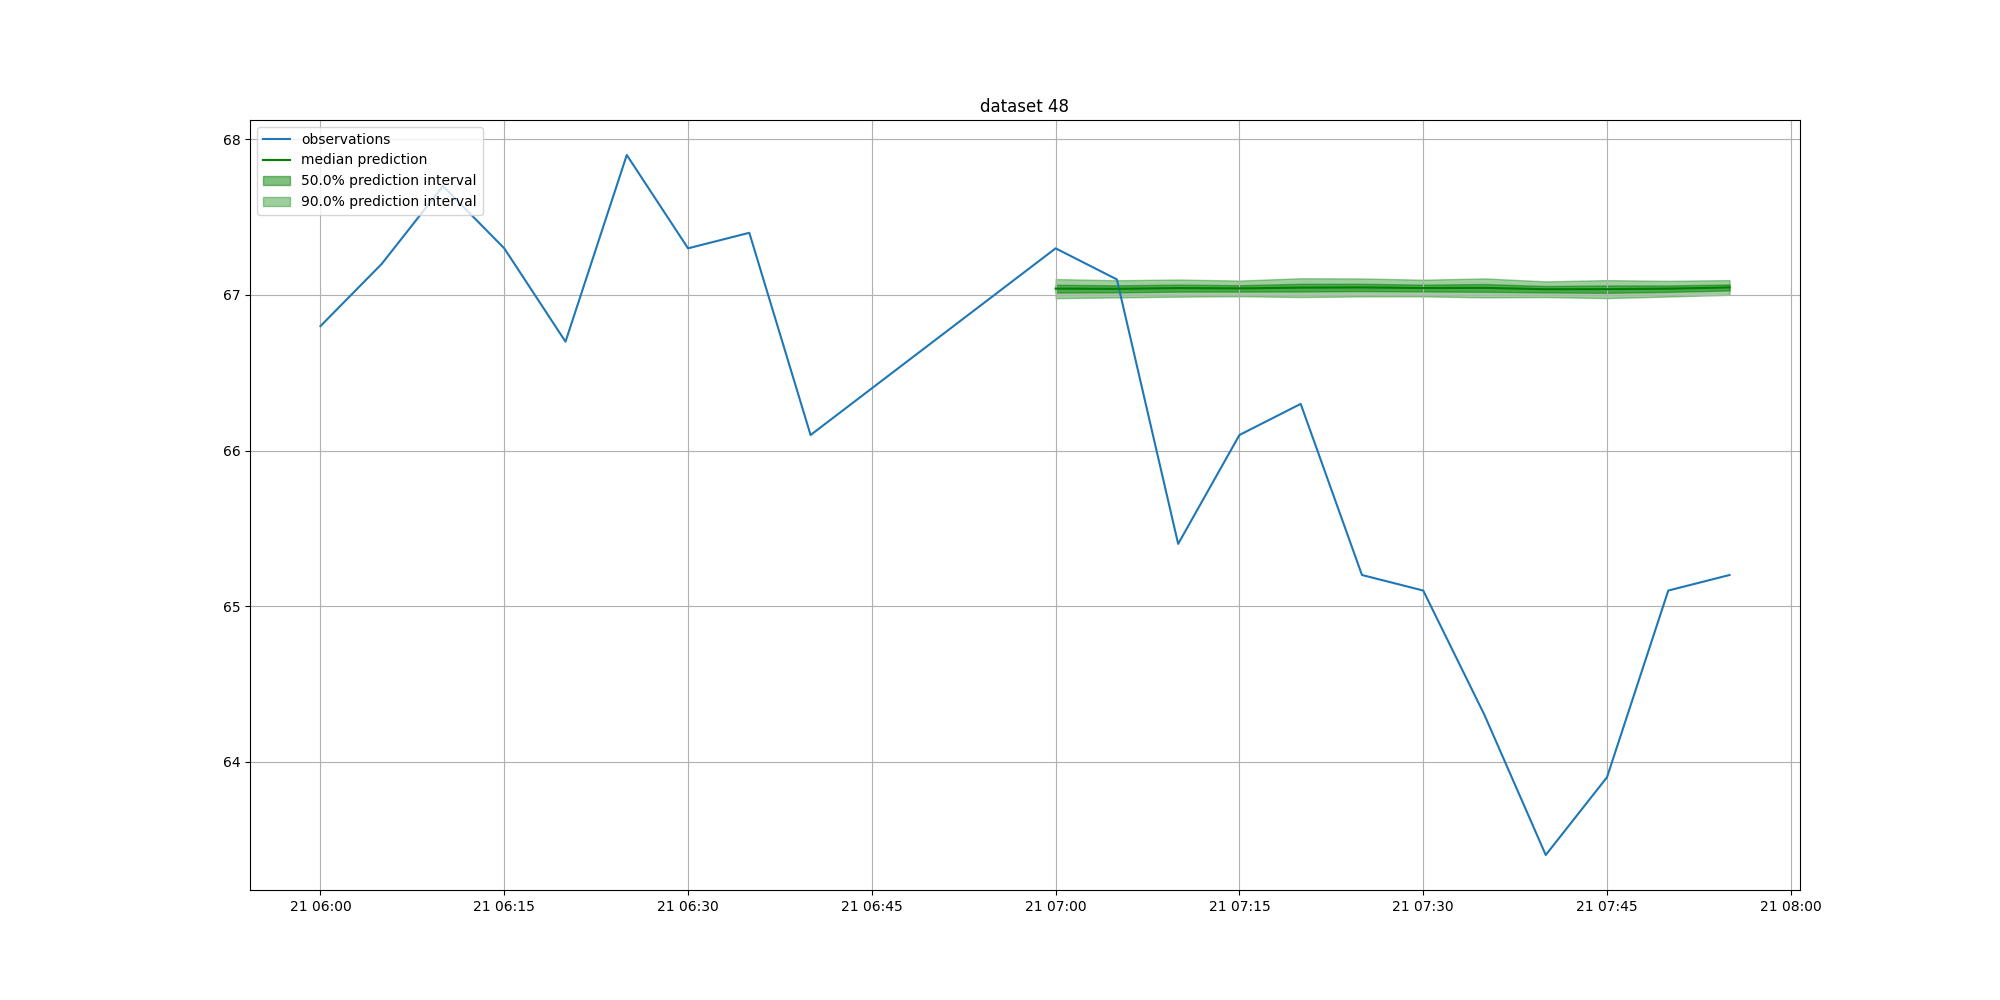 dataset 48
observations
median prediction
50.0% prediction interval
90.0% prediction interval
68
67
66
65
64
21 06:00 21 06:15 21 06:30 21 06:45 21 07:00 21 07:15 21 07:30 21 07:45 21 08:00